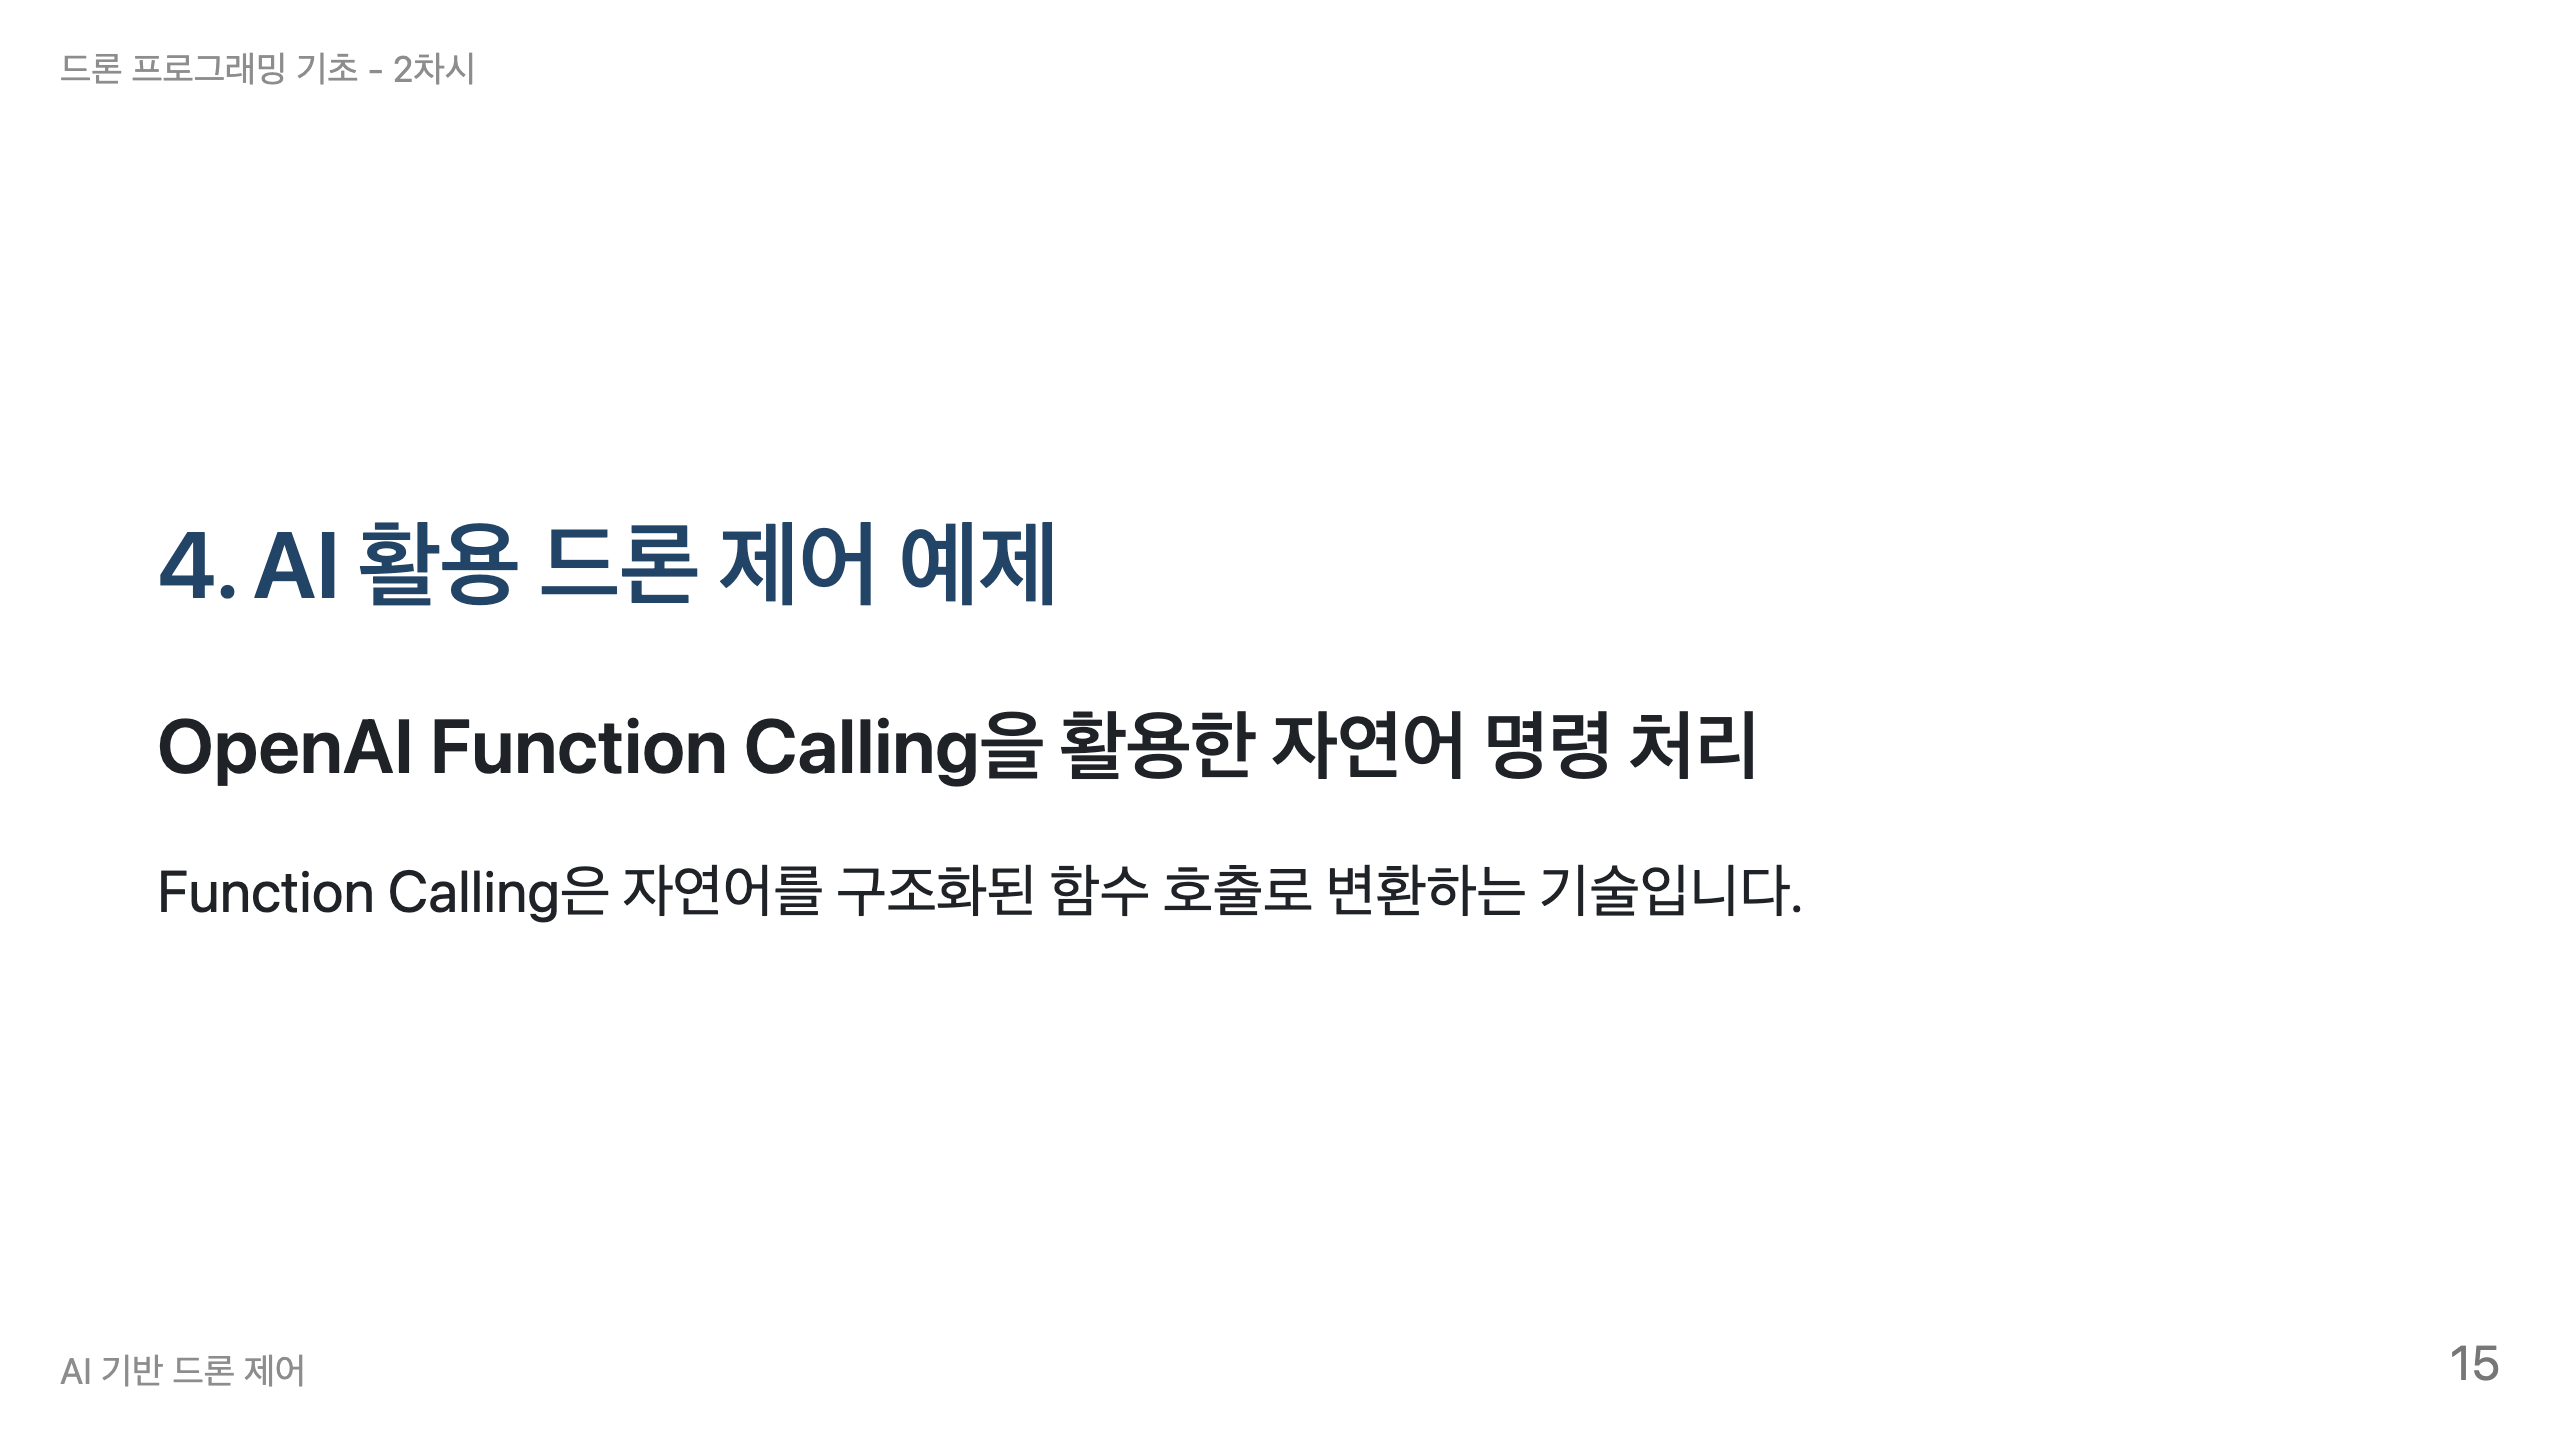 드론 프로그래밍 기초 - 2차시
4. AI 활용 드론 제어 예제
OpenAI Function Calling을 활용한 자연어 명령 처리
Function Calling은 자연어를 구조화된 함수 호출로 변환하는 기술입니다.
AI 기반 드론 제어
15